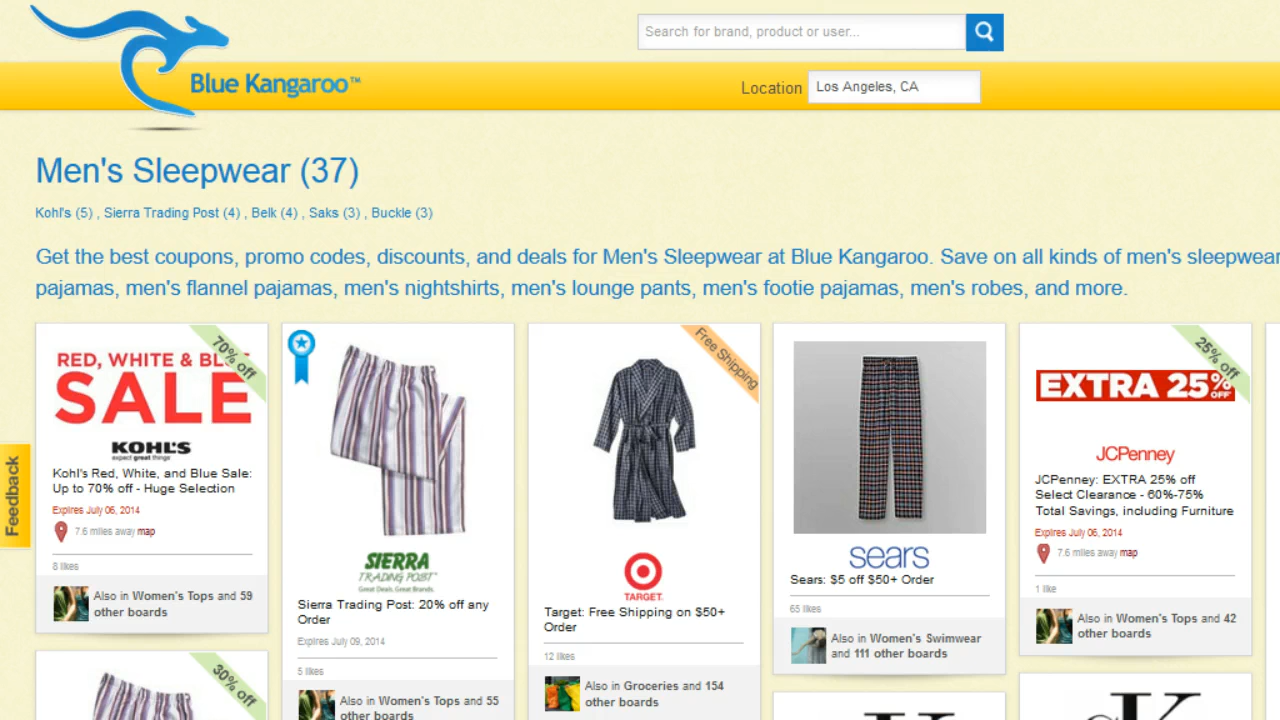 Search for brand, product or user...
Blue Kangaroo™
Location
Los Angeles, CA
Men's Sleepwear (37)
Kohl's (5) , Sierra Trading Post (4) , Belk (4) , Saks (3) , Buckle (3)
Get the best coupons, promo codes, discounts, and deals for Men's Sleepwear at Blue Kangaroo. Save on all kinds of men's sleepwear
pajamas, men's flannel pajamas, men's nightshirts, men's lounge pants, men's footie pajamas, men's robes, and more.
Feedback
70% off
RED, WHITE & BL
SALE
KOHL'S
expect great things
Kohl's Red, White, and Blue Sale:
Up to 70% off - Huge Selection
Expires July 06, 2014
7.6 miles away map
8 likes
Also in Women's Tops and 59
other boards
30% off
SIERRA
TRADING POST
Great Deals. Great Brands.
Sierra Trading Post: 20% off any
Order
Expires July 09, 2014
5 likes
Also in Women's Tops and 55
other boards
Free Shipping
TARGET
Target: Free Shipping on $50+
Order
12 likes
Also in Groceries and 154
other boards
sears
Sears: $5 off $50+ Order
65 likes
Also in Women's Swimwear
and 111 other boards
25% off
EXTRA 25% OFF*
JCPenney
JCPenney: EXTRA 25% off
Select Clearance - 60%-75%
Total Savings, including Furniture
Expires July 06, 2014
7.6 miles away map
1 like
Also in Women's Tops and 42
other boards